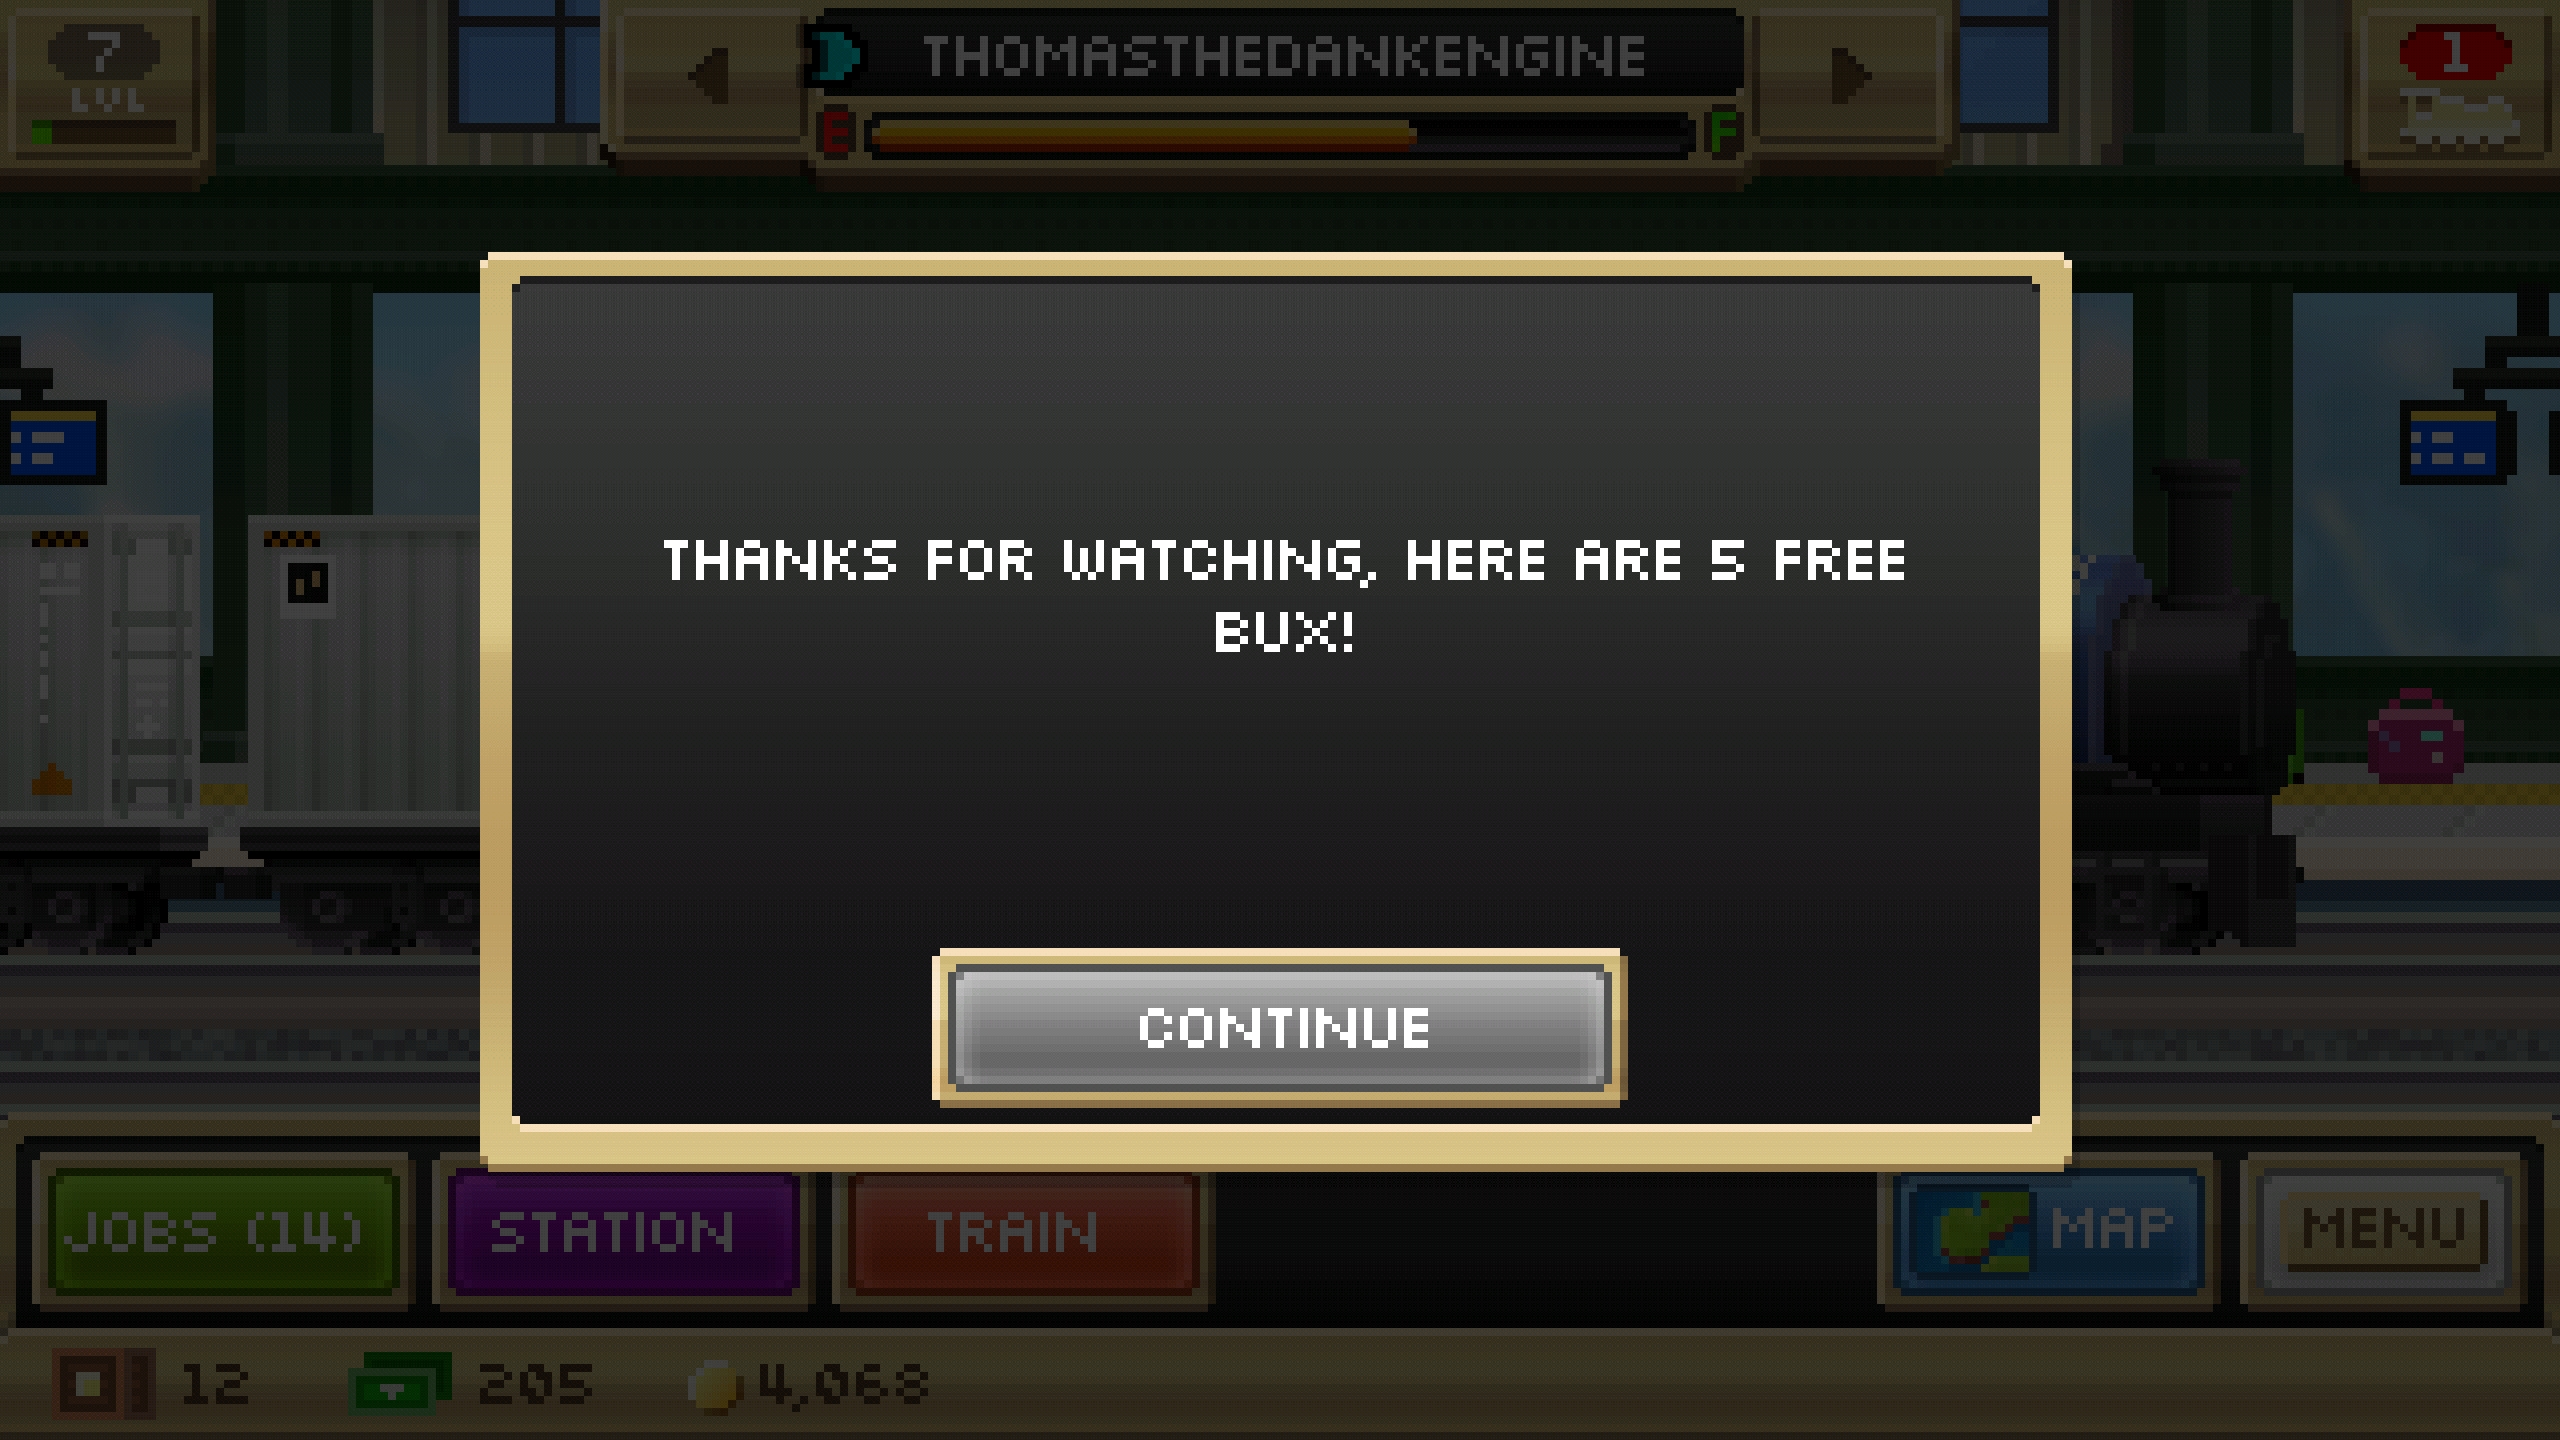 7
LVL
THOMASTHEDANKENGINE
E F
1
THANKS FOR WATCHING, HERE ARE 5 FREE
BUX!
CONTINUE
JOBS (14) STATION TRAIN MAP MENU
12 205 4,068